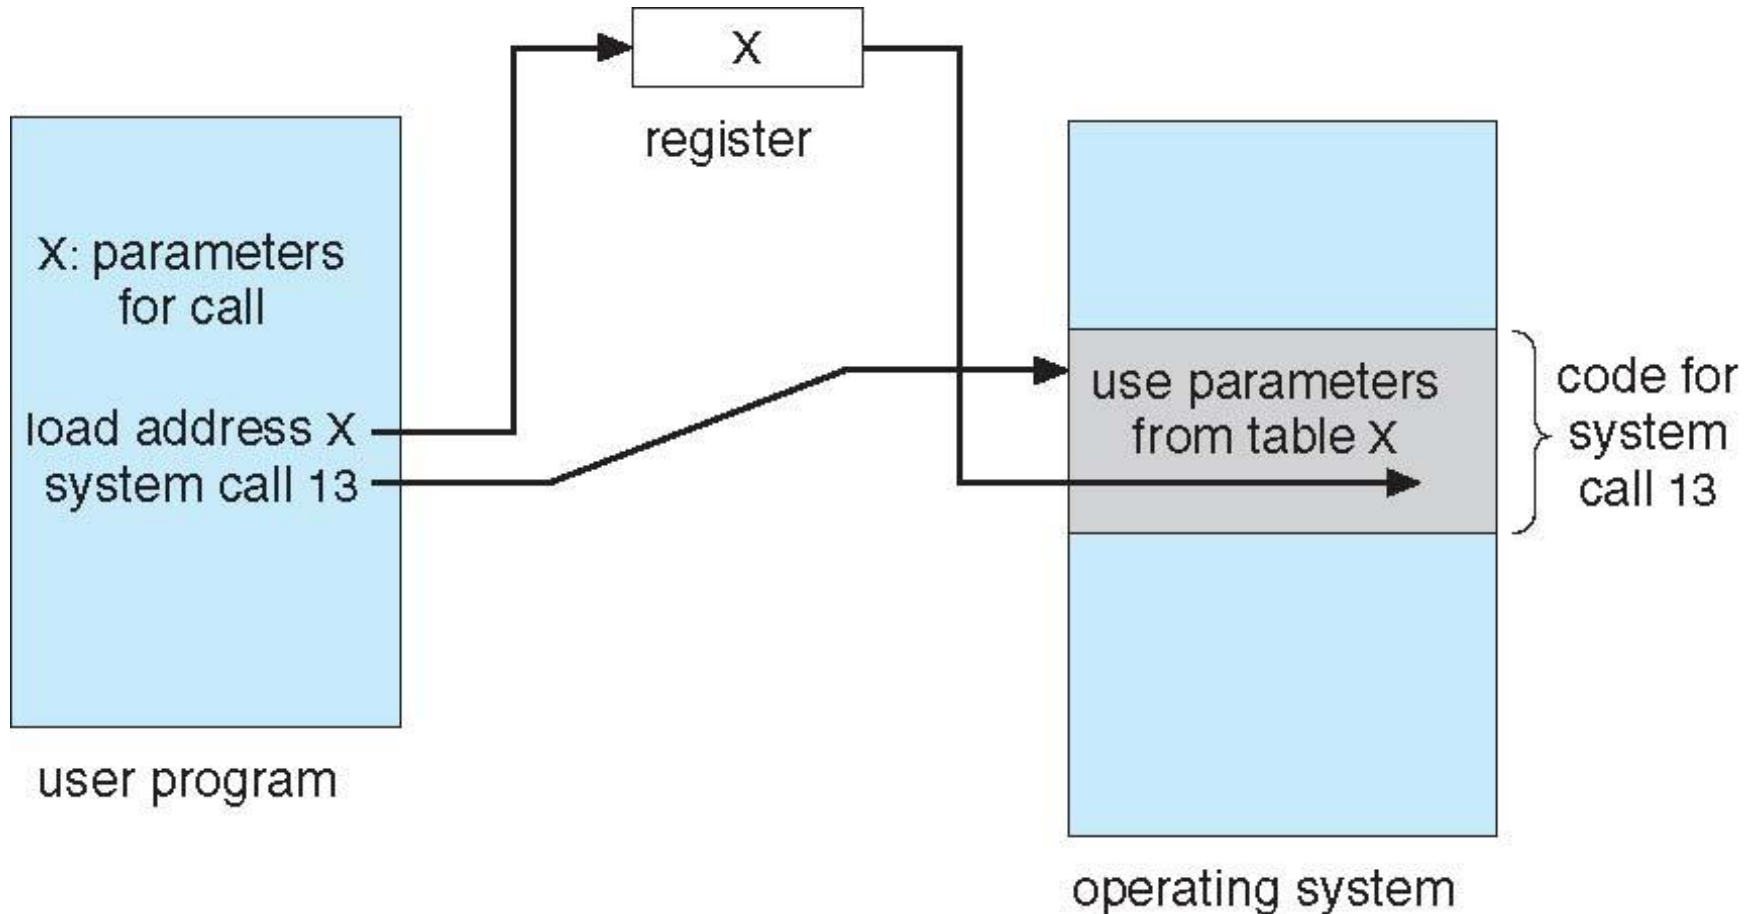 X
register
X: parameters
for call
load address X
system call 13
user program
use parameters
from table X
code for
system
call 13
operating system